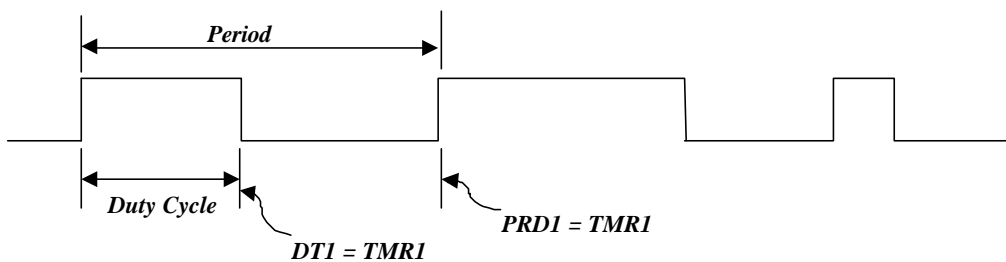 Period
Duty Cycle
PRD1 = TMR1
DT1 = TMR1